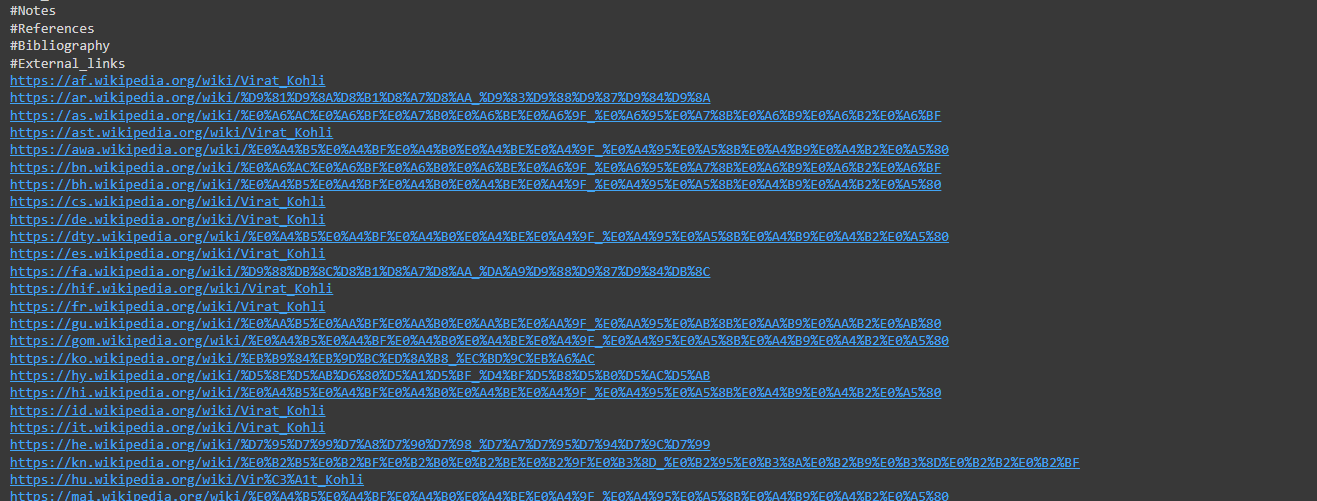 #Notes
#References
#Bibliography
#External_links
https://af.wikipedia.org/wiki/Virat_Kohli
https://ar.wikipedia.org/wiki/%D9%81%D9%8A%D8%B1%D8%A7%D8%AA_%D9%83%D9%88%D9%87%D9%84%D9%8A
https://as.wikipedia.org/wiki/%E0%A6%AC%E0%A6%BF%E0%A7%B0%E0%A6%BE%E0%A6%9F_%E0%A6%95%E0%A7%8B%E0%A6%B9%E0%A6%B2%E0%A6%BF
https://ast.wikipedia.org/wiki/Virat_Kohli
https://awa.wikipedia.org/wiki/%E0%A4%B5%E0%A4%BF%E0%A4%B0%E0%A4%BE%E0%A4%9F_%E0%A4%95%E0%A5%8B%E0%A4%B9%E0%A4%B2%E0%A5%80
https://bn.wikipedia.org/wiki/%E0%A6%AC%E0%A6%BF%E0%A6%B0%E0%A6%BE%E0%A6%9F_%E0%A6%95%E0%A7%8B%E0%A6%B9%E0%A6%B2%E0%A6%BF
https://bh.wikipedia.org/wiki/%E0%A4%B5%E0%A4%BF%E0%A4%B0%E0%A4%BE%E0%A4%9F_%E0%A4%95%E0%A5%8B%E0%A4%B9%E0%A4%B2%E0%A5%80
https://cs.wikipedia.org/wiki/Virat_Kohli
https://de.wikipedia.org/wiki/Virat_Kohli
https://dty.wikipedia.org/wiki/%E0%A4%B5%E0%A4%BF%E0%A4%B0%E0%A4%BE%E0%A4%9F_%E0%A4%95%E0%A5%8B%E0%A4%B9%E0%A4%B2%E0%A5%80
https://es.wikipedia.org/wiki/Virat_Kohli
https://fa.wikipedia.org/wiki/%D9%88%DB%8C%D8%B1%D8%A7%D8%AA_%DA%A9%D9%88%D9%87%D9%84%DB%8C
https://hif.wikipedia.org/wiki/Virat_Kohli
https://fr.wikipedia.org/wiki/Virat_Kohli
https://gu.wikipedia.org/wiki/%E0%AA%B5%E0%AA%BF%E0%AA%B0%E0%AA%BE%E0%AA%9F_%E0%AA%95%E0%AB%8B%E0%AA%B9%E0%AA%B2%E0%AB%80
https://gom.wikipedia.org/wiki/%E0%A4%B5%E0%A4%BF%E0%A4%B0%E0%A4%BE%E0%A4%9F_%E0%A4%95%E0%A5%8B%E0%A4%B9%E0%A4%B2%E0%A5%80
https://ko.wikipedia.org/wiki/%EB%B9%84%EB%9D%BC%ED%8A%B8_%EC%BD%9C%EB%A6%AC
https://hy.wikipedia.org/wiki/%D5%8E%D5%AB%D6%80%D5%A1%D5%BF_%D4%BF%D5%B8%D5%B0%D5%AC%D5%AB
https://hi.wikipedia.org/wiki/%E0%A4%B5%E0%A4%BF%E0%A4%B0%E0%A4%BE%E0%A4%9F_%E0%A4%95%E0%A5%8B%E0%A4%B9%E0%A4%B2%E0%A5%80
https://id.wikipedia.org/wiki/Virat_Kohli
https://it.wikipedia.org/wiki/Virat_Kohli
https://he.wikipedia.org/wiki/%D7%95%D7%99%D7%A8%D7%90%D7%98_%D7%A7%D7%95%D7%94%D7%9C%D7%99
https://kn.wikipedia.org/wiki/%E0%B2%B5%E0%B2%BF%E0%B2%B0%E0%B2%BE%E0%B2%9F%E0%B3%8D_%E0%B2%95%E0%B3%8A%E0%B2%B9%E0%B3%8D%E0%B2%B2%E0%B2%BF
https://hu.wikipedia.org/wiki/Vir%C3%A1t_Kohli
https://mai.wikipedia.org/wiki/%E0%A4%B5%E0%A4%BF%E0%A4%B0%E0%A4%BE%E0%A4%9F_%E0%A4%95%E0%A5%8B%E0%A4%B9%E0%A4%B2%E0%A5%80